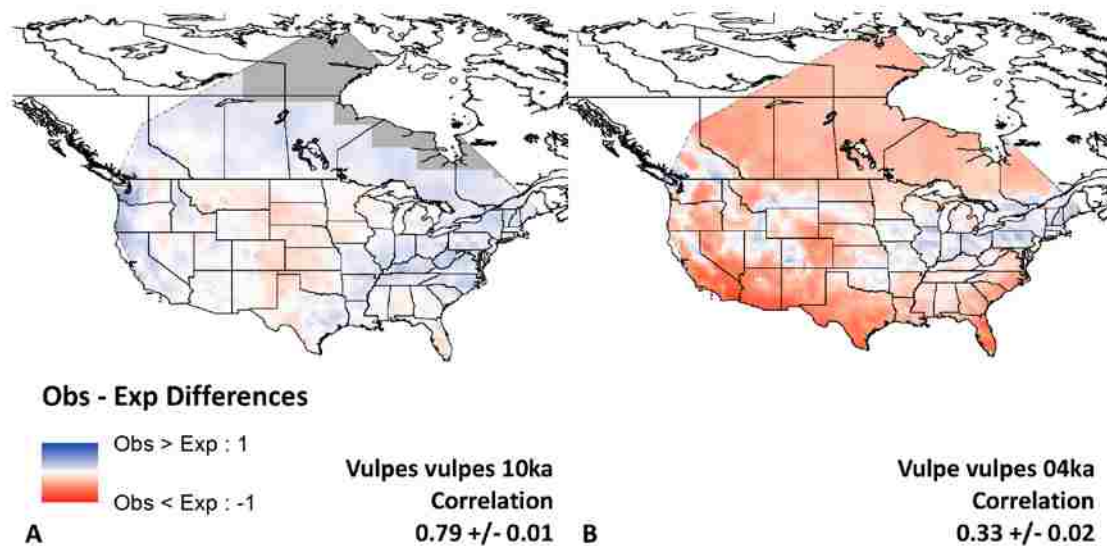 Obs - Exp Differences
Obs > Exp : 1
Obs < Exp : -1
Vulpes vulpes 10ka
Correlation
0.79 +/- 0.01
A
Vulpe vulpes 04ka
Correlation
0.33 +/- 0.02
B